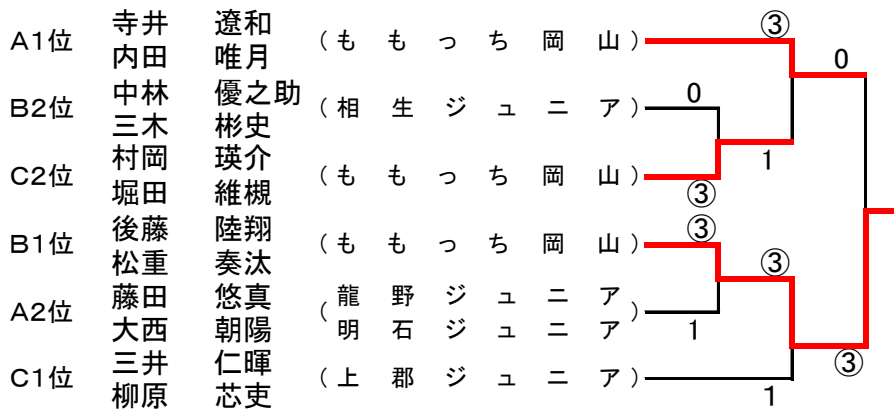 A1位 寺井 遼和 (ももっち岡山) ③
内田 唯月
0
B2位 中林 優之助 (相生ジュニア) 0
三木 彬史
1
C2位 村岡 瑛介 (ももっち岡山) ③
堀田 維槻
B1位 後藤 陸翔 (ももっち岡山) ③
松重 奏汰
③
A2位 藤田 悠真 (龍野ジュニア
大西 朝陽 明石ジュニア) 1
③
C1位 三井 仁暉 (上郡ジュニア) 1
柳原 芯吏